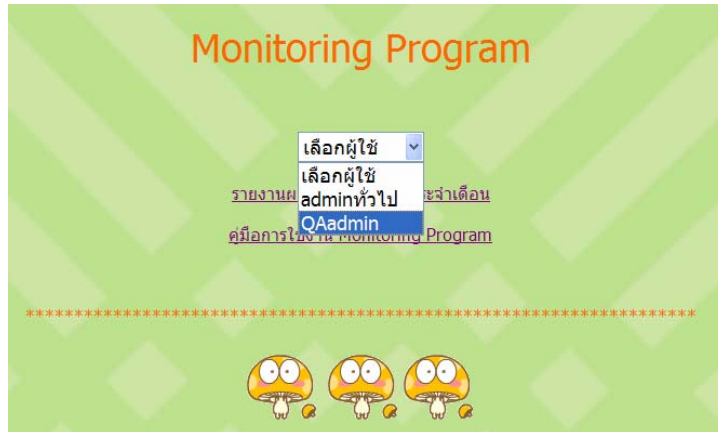 Monitoring Program
เลือกผู้ใช้
เลือกผู้ใช้
adminทั่วไป
QAadmin
รายงานผ ระจำเดือน
คู่มือการใช้งาน Monitoring Program
**********************************************************************